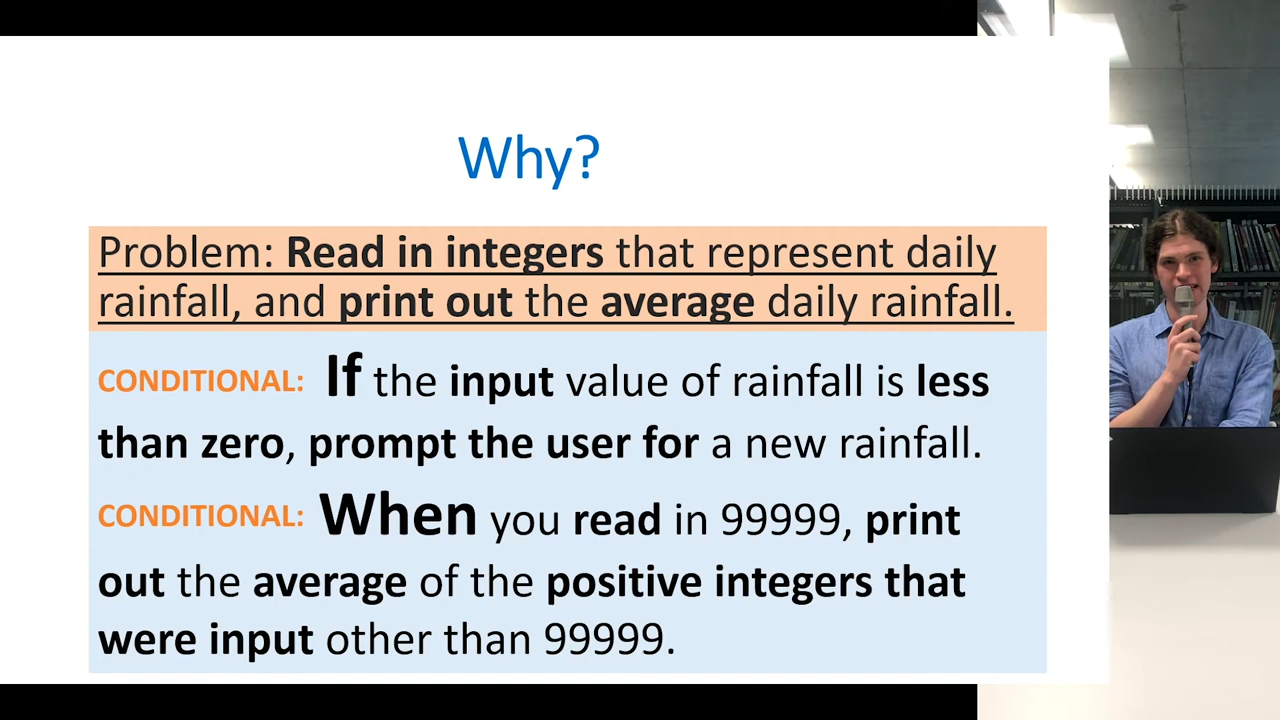 Why?
Problem: Read in integers that represent daily
rainfall, and print out the average daily rainfall.
CONDITIONAL: If the input value of rainfall is less
than zero, prompt the user for a new rainfall.
CONDITIONAL: When you read in 99999, print
out the average of the positive integers that
were input other than 99999.